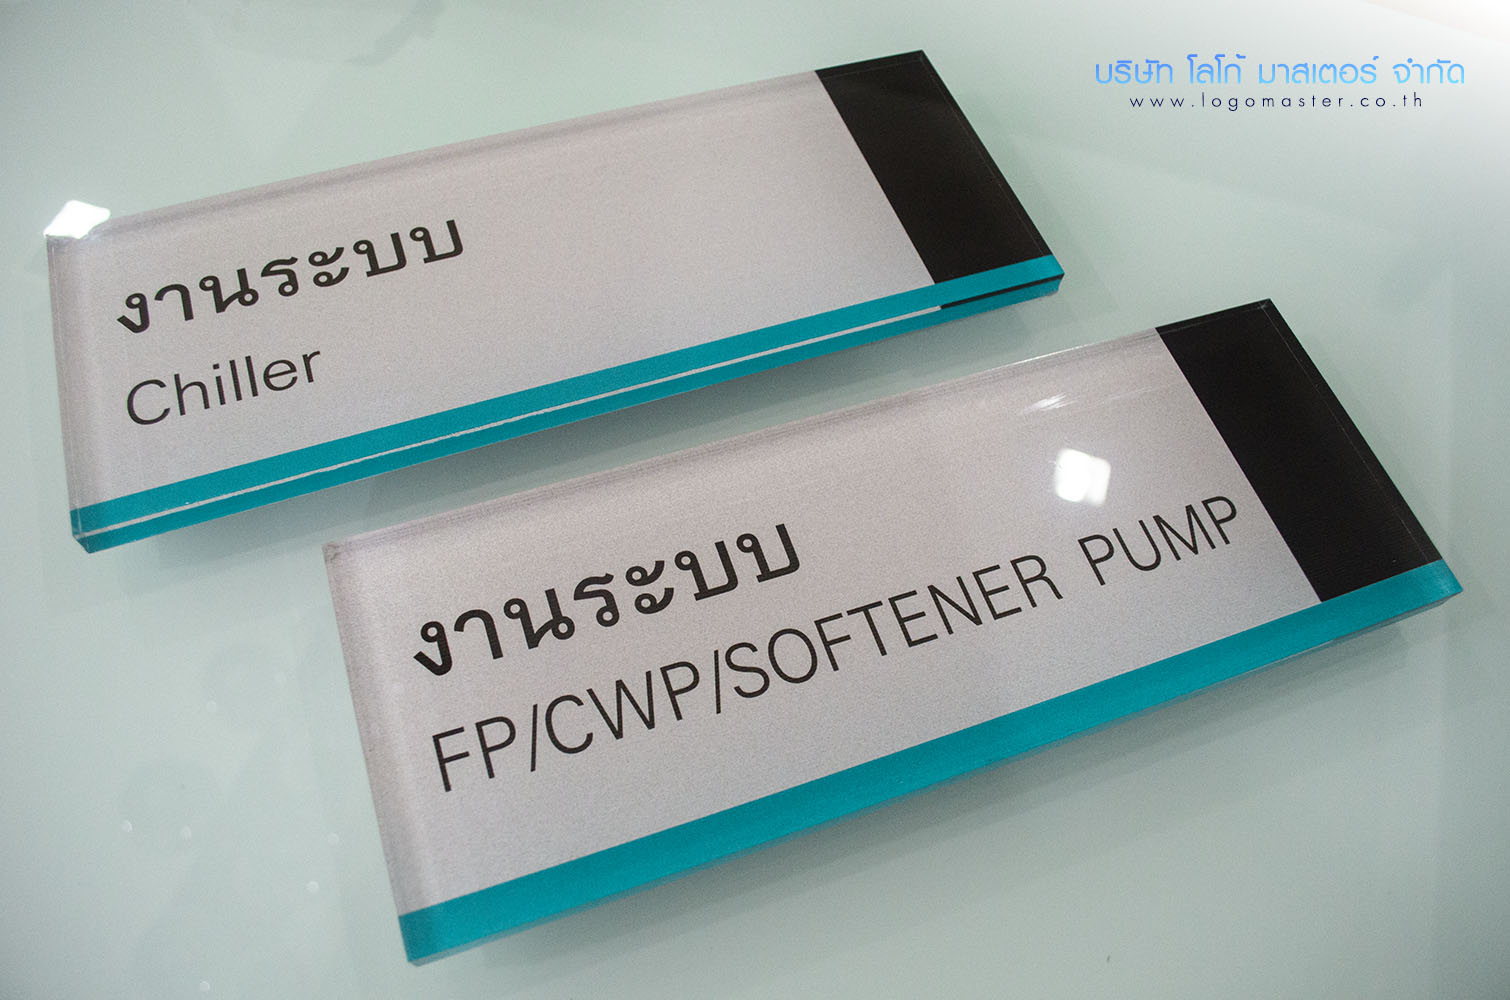 บริษัท โลโก้ มาสเตอร์ จำกัด
www.logomaster.co.th
งานระบบ
Chiller
งานระบบ
FP/CWP/SOFTENER PUMP